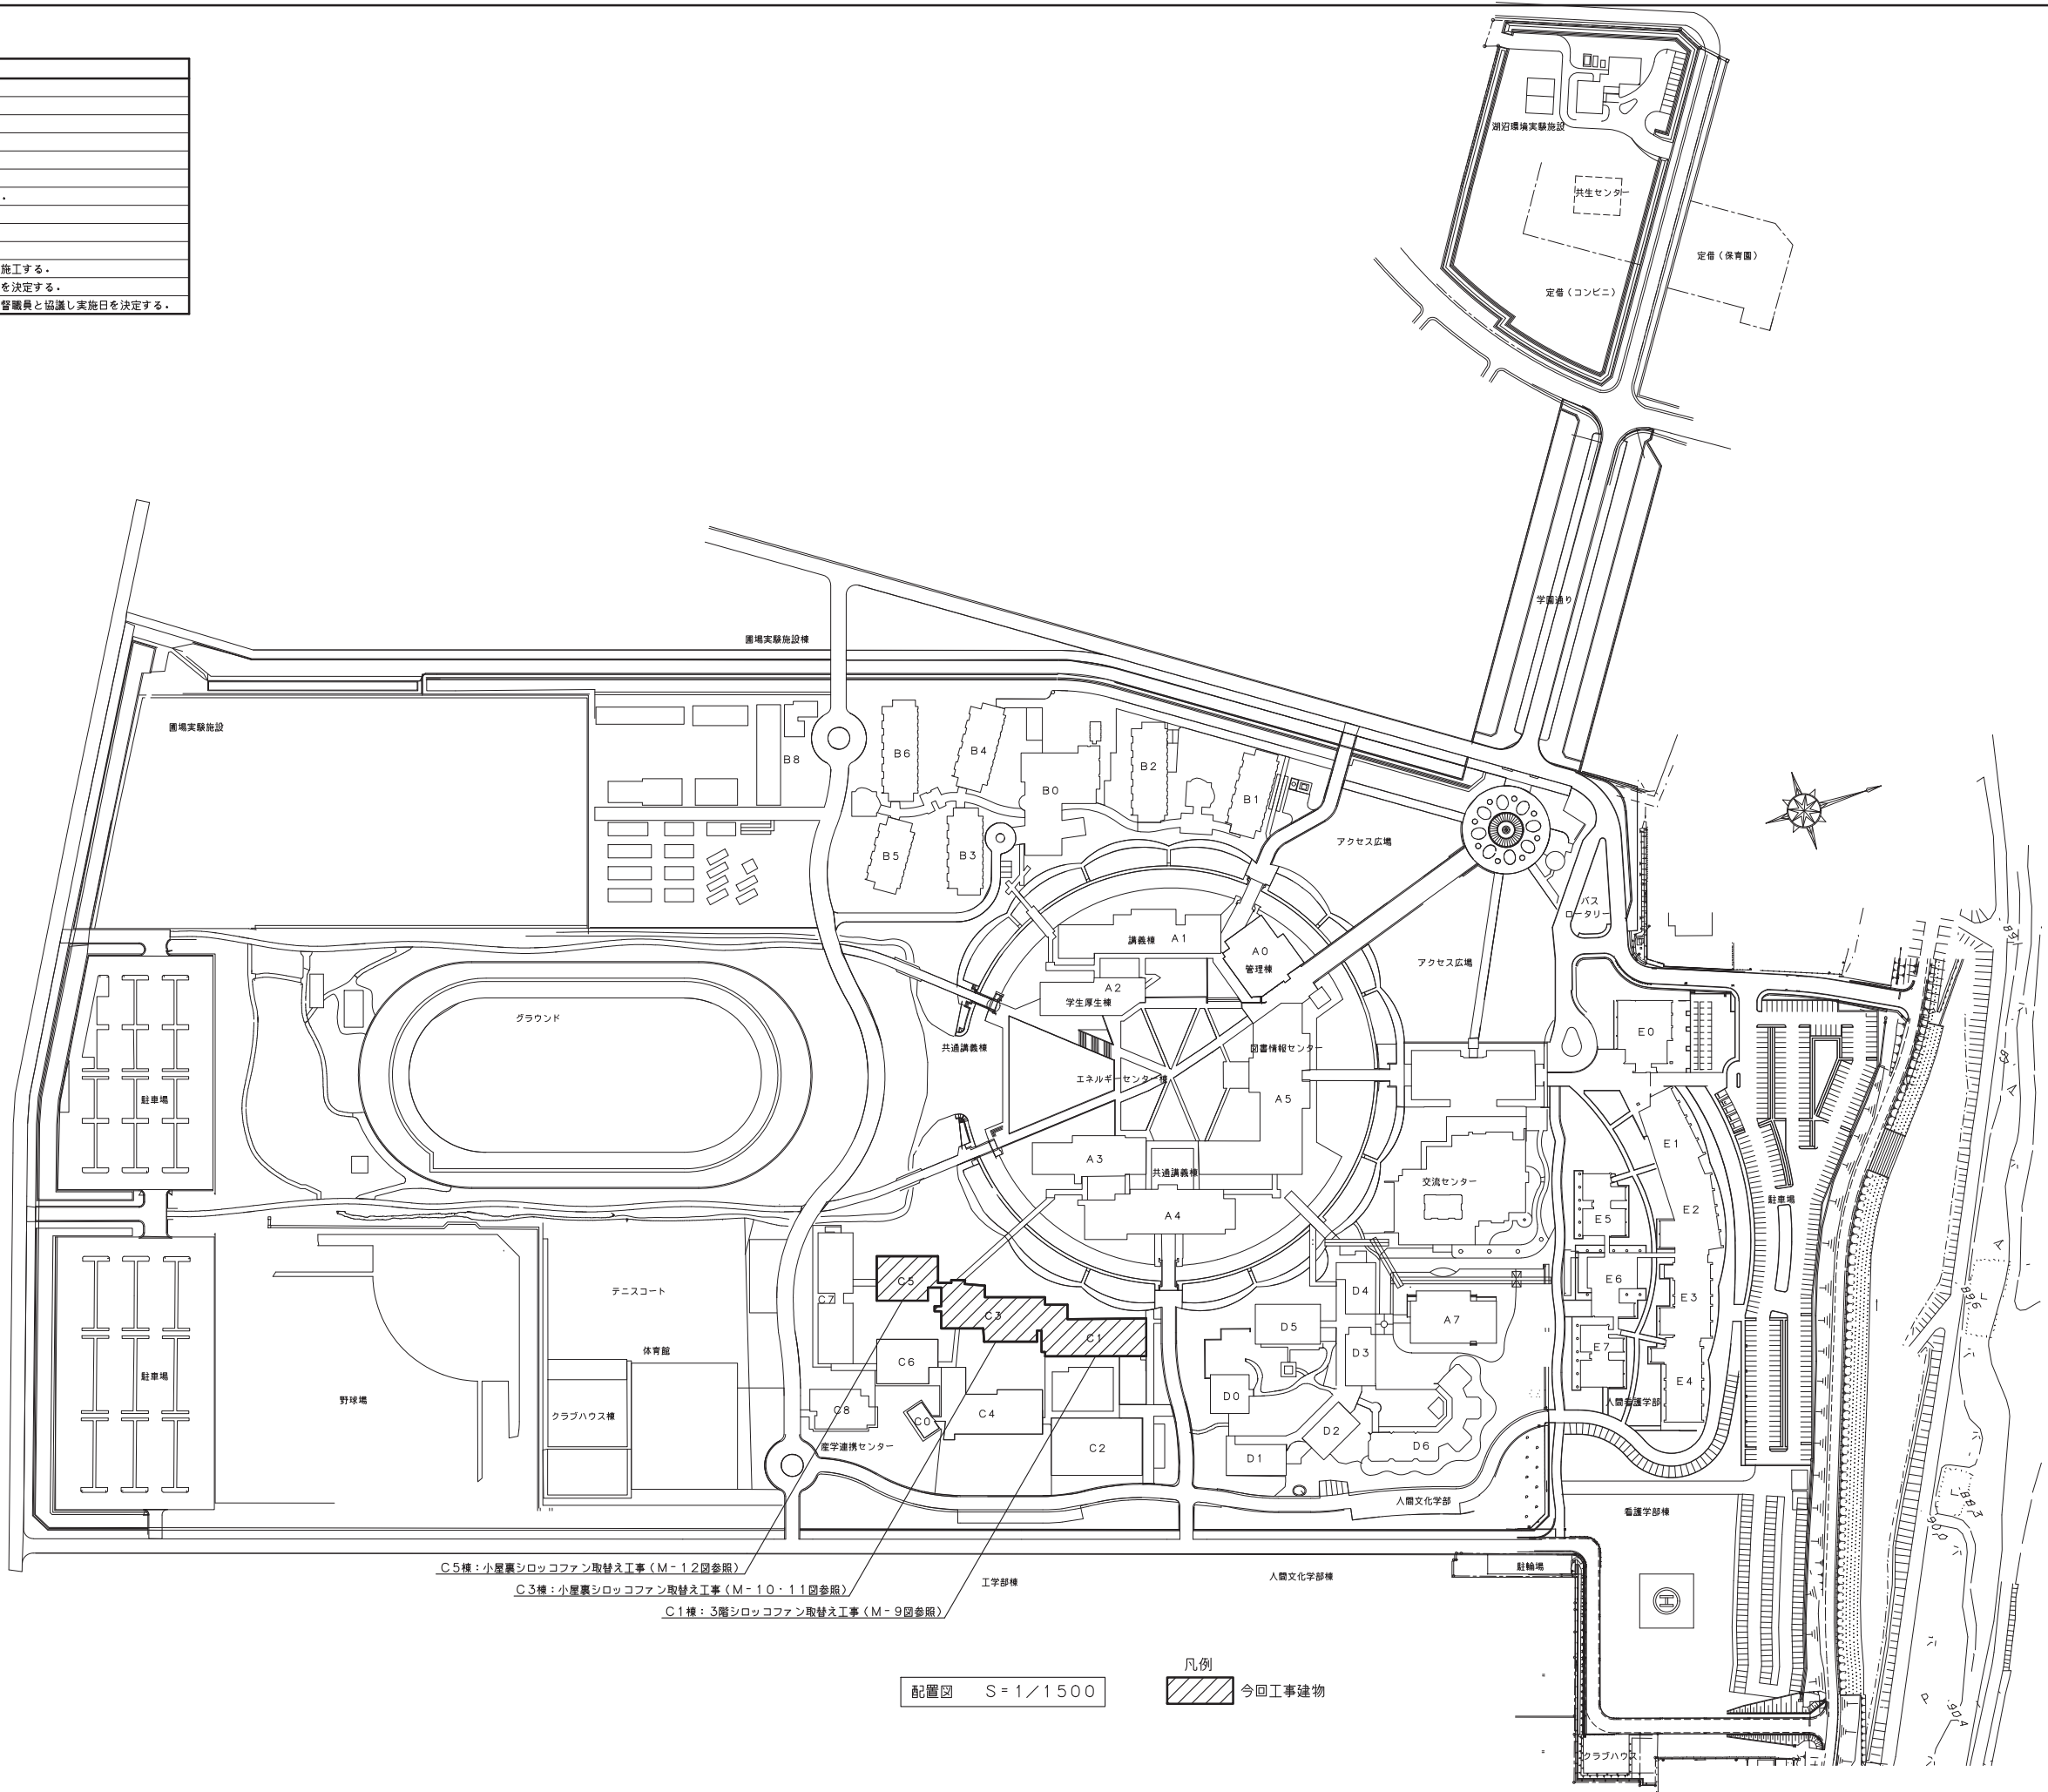 施工する．
を決定する．
督職員と協議し実施日を決定する．
湖沼環境実験施設
共生センター
定借（保育園）
定借（コンビニ）
学園通り
圃場実験施設棟
圃場実験施設
B8
B6
B4
B0
B2
B1
B5
B3
アクセス広場
バス
ロータリー
講義棟 A1
A0
管理棟
アクセス広場
A2
学生厚生棟
グラウンド
共通講義棟
図書情報センター
エネルギーセンター棟
A5
E0
駐車場
A3
共通講義棟
A4
交流センター
E1
E2
駐車場
E5
E6
E3
E7
E4
人間看護学部
C5
C7
C3
C1
C6
C8
C0
C4
C2
産学連携センター
テニスコート
体育館
クラブハウス棟
野球場
駐車場
D4
D5
A7
D3
D0
D2
D1
D6
人間文化学部
看護学部棟
駐輪場
C5棟：小屋裏シロッコファン取替え工事（M－12図参照）
C3棟：小屋裏シロッコファン取替え工事（M－10・11図参照）
C1棟：3階シロッコファン取替え工事（M－9図参照）
工学部棟
人間文化学部棟
H
配置図 S＝1／1500
凡例
今回工事建物
クラブハウス
896
883
900
904